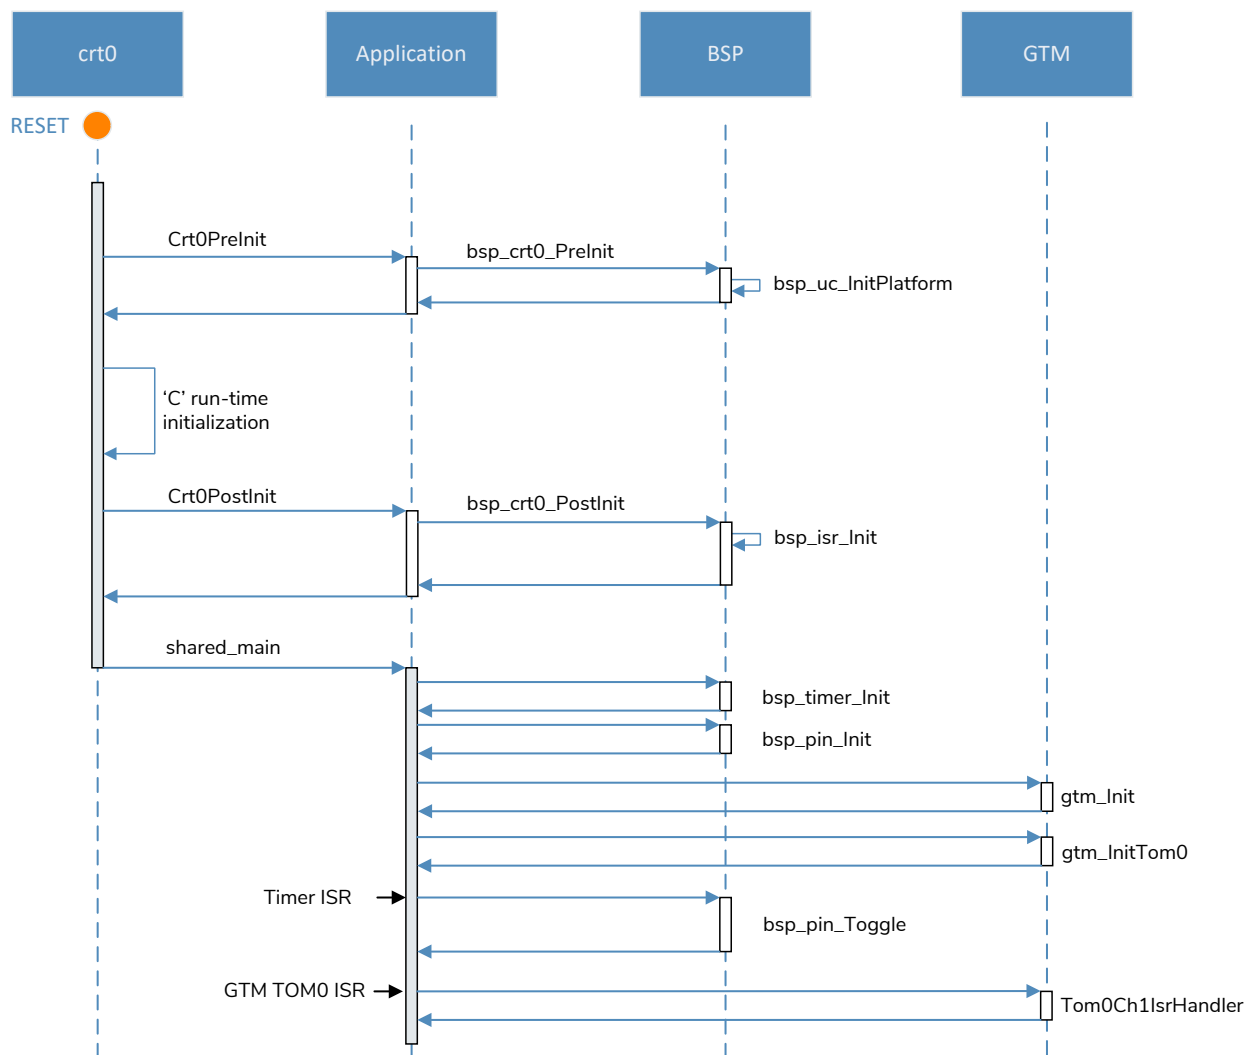 crt0
Application
BSP
GTM
RESET
Crt0PreInit
bsp_crt0_PreInit
bsp_uc_InitPlatform
‘C’ run-time
initialization
Crt0PostInit
bsp_crt0_PostInit
bsp_isr_Init
shared_main
bsp_timer_Init
bsp_pin_Init
gtm_Init
gtm_InitTom0
Timer ISR
bsp_pin_Toggle
GTM TOM0 ISR
Tom0Ch1IsrHandler